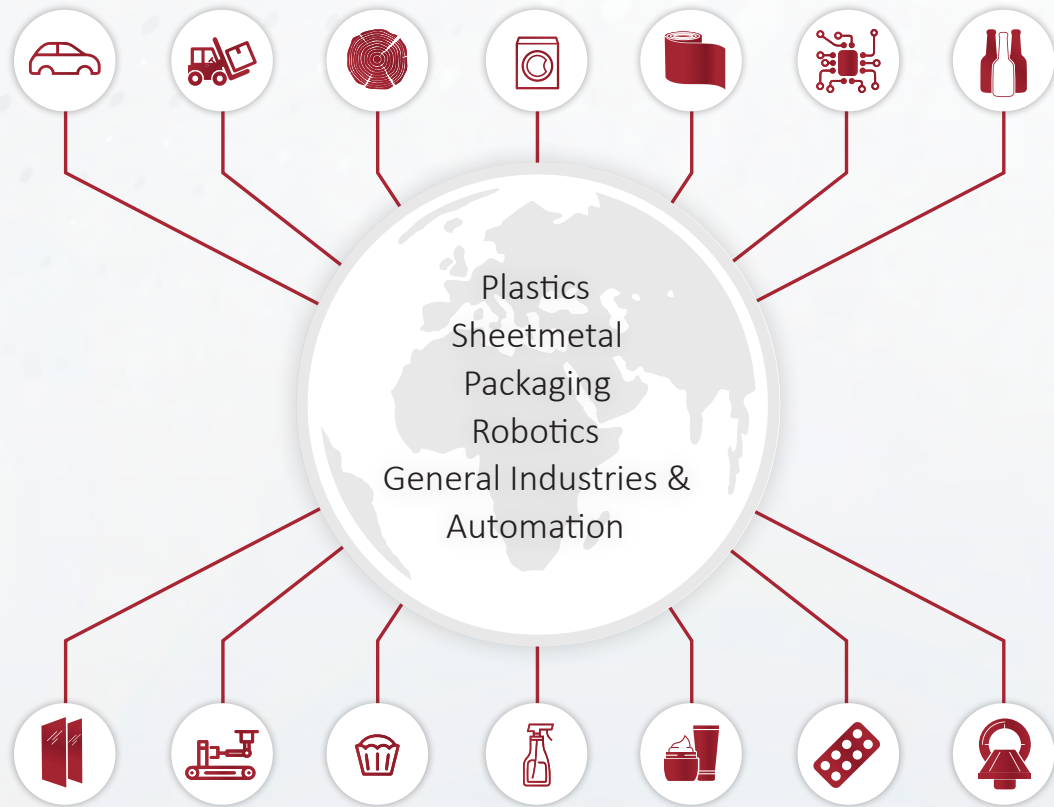 Plastics
Sheetmetal
Packaging
Robotics
General Industries &
Automation